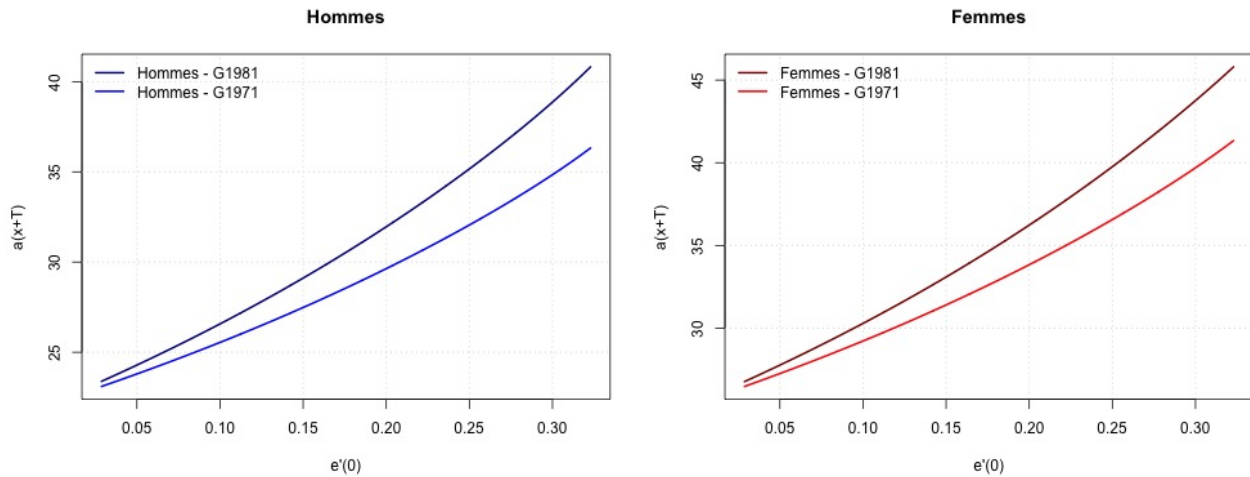 Hommes
Hommes - G1981
Hommes - G1971
40
35
30
25
a(x+T)
0.05 0.10 0.15 0.20 0.25 0.30
e'(0)
Femmes
Femmes - G1981
Femmes - G1971
45
40
35
30
a(x+T)
0.05 0.10 0.15 0.20 0.25 0.30
e'(0)